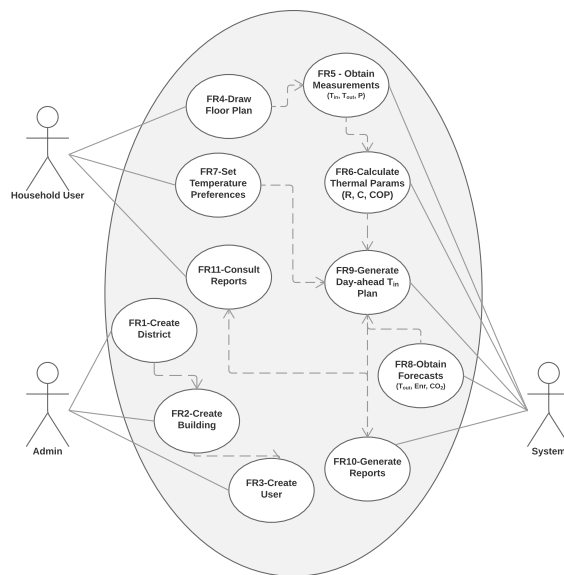 FR5 - Obtain
Measurements
(Tin, Tout, P)
FR4-Draw
Floor Plan
Household User
FR7-Set
Temperature
Preferences
FR6-Calculate
Thermal Params
(R, C, COP)
FR11-Consult
Reports
FR9-Generate
Day-ahead Tin
Plan
FR1-Create
District
FR8-Obtain
Forecasts
(Tout, Enr, CO2)
Admin
FR2-Create
Building
System
FR10-Generate
Reports
FR3-Create
User